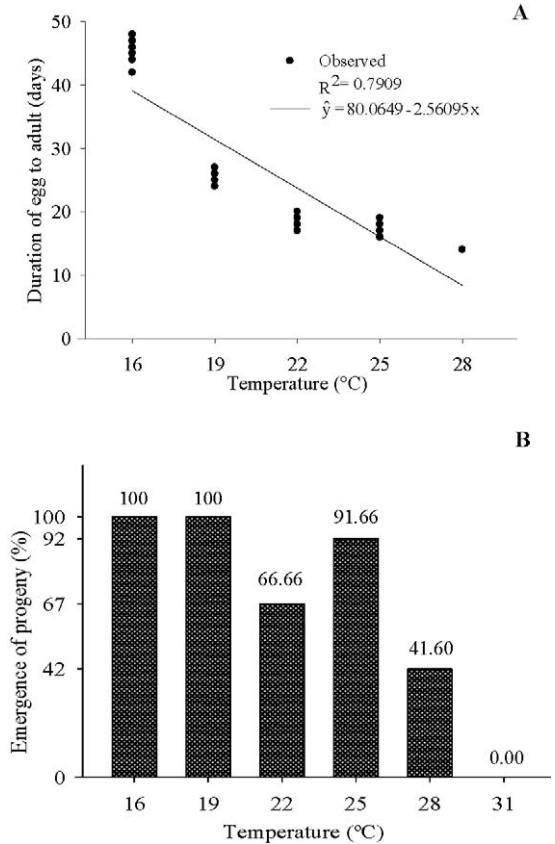 A
50
40
30
20
10
0
Duration of egg to adult (days)
Observed
R²= 0.7909
ŷ =80.0649-2.56095x
16 19 22 25 28
Temperature (°C)
B
100 100 66.66 91.66 41.60 0.00
100
92
67
42
0
Emergence of progeny (%)
16 19 22 25 28 31
Temperature (ºC)